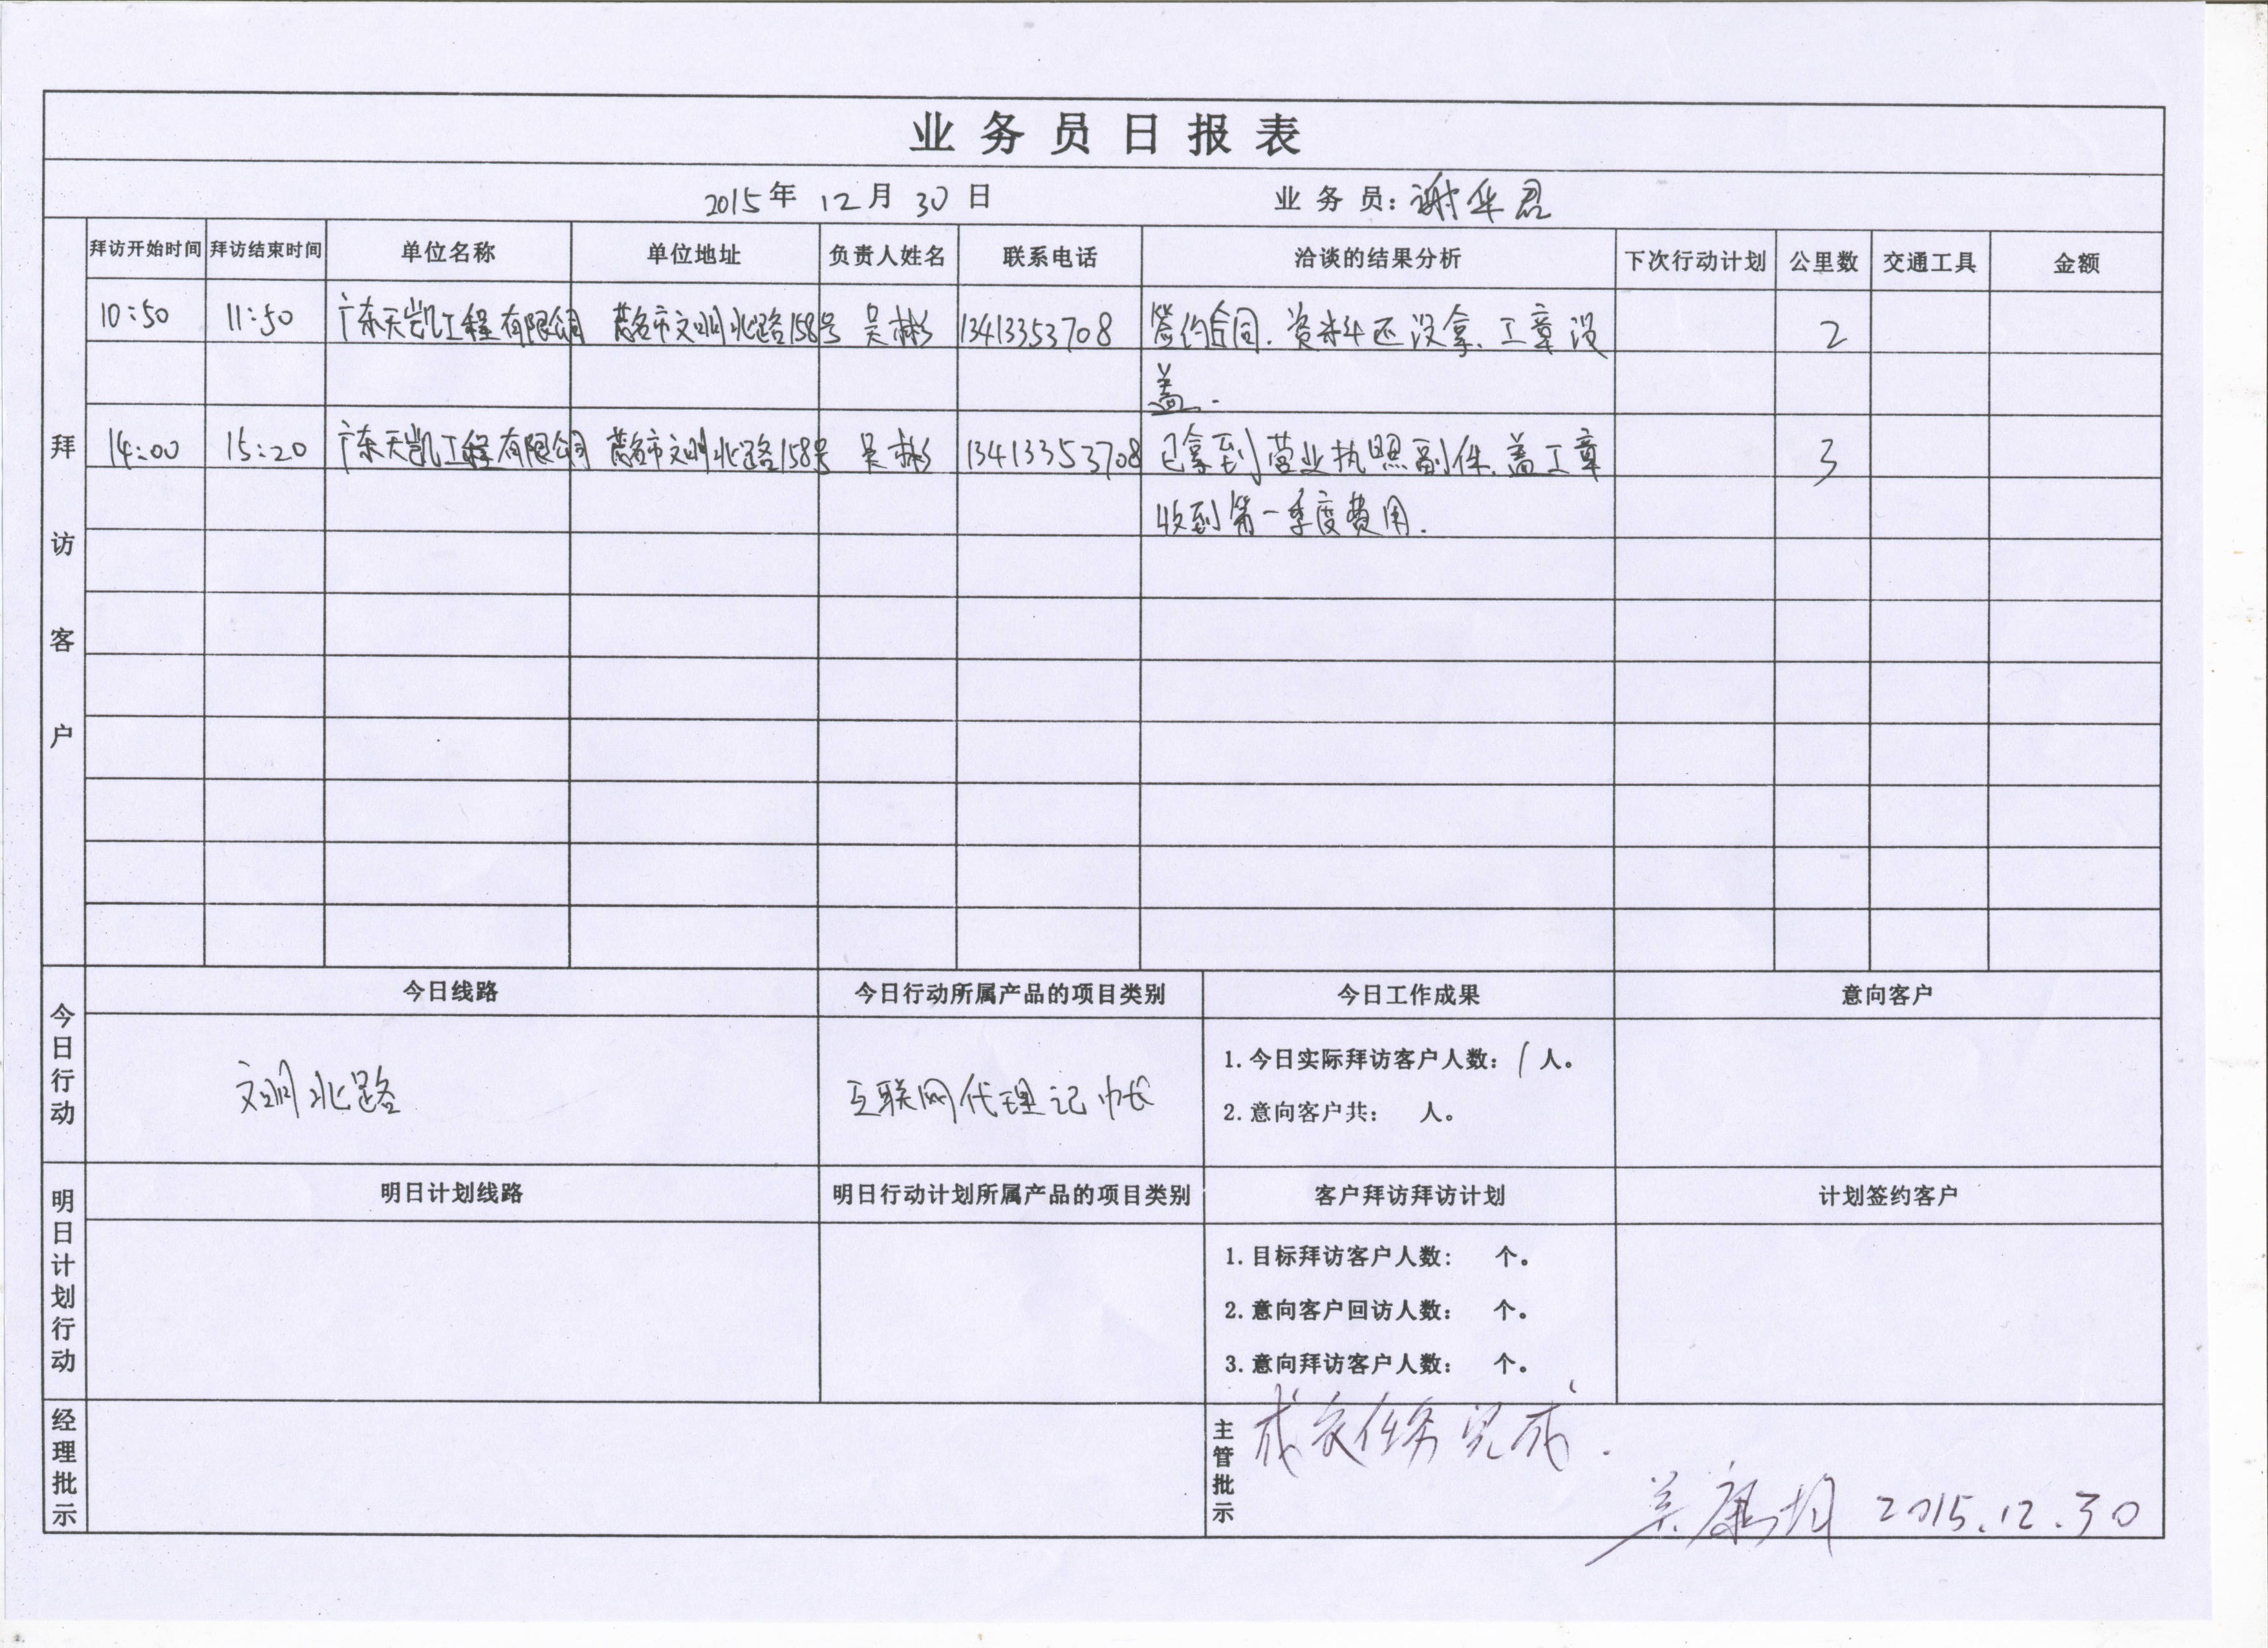 业务员日报表
2015年 12月 30日 业务员: 谢华君
拜访客户
拜访开始时间 拜访结束时间 单位名称 单位地址 负责人姓名 联系电话 洽谈的结果分析 下次行动计划 公里数 交通工具 金额
10:50 11:50 广东天凯工程有限公司 茂名市文明北路158号 吴彬 13413353708 签约合同. 资料还没拿、工章没 2
盖.
14:00 15:20 广东天凯工程有限公司 茂名市文明北路158号 吴彬 13413353708 已拿到营业执照副件、盖工章 3
收到第一季度费用.
今日行动
今日线路 今日行动所属产品的项目类别 今日工作成果 意向客户
文明北路 互联网代理记帐
1.今日实际拜访客户人数: 1人。
2.意向客户共: 人。
明日计划行动
明日计划线路 明日行动计划所属产品的项目类别 客户拜访拜访计划 计划签约客户
1.目标拜访客户人数: 个。
2.意向客户回访人数: 个。
3.意向拜访客户人数: 个。
经理批示
主管批示
成交任务完成.
2015.12.30